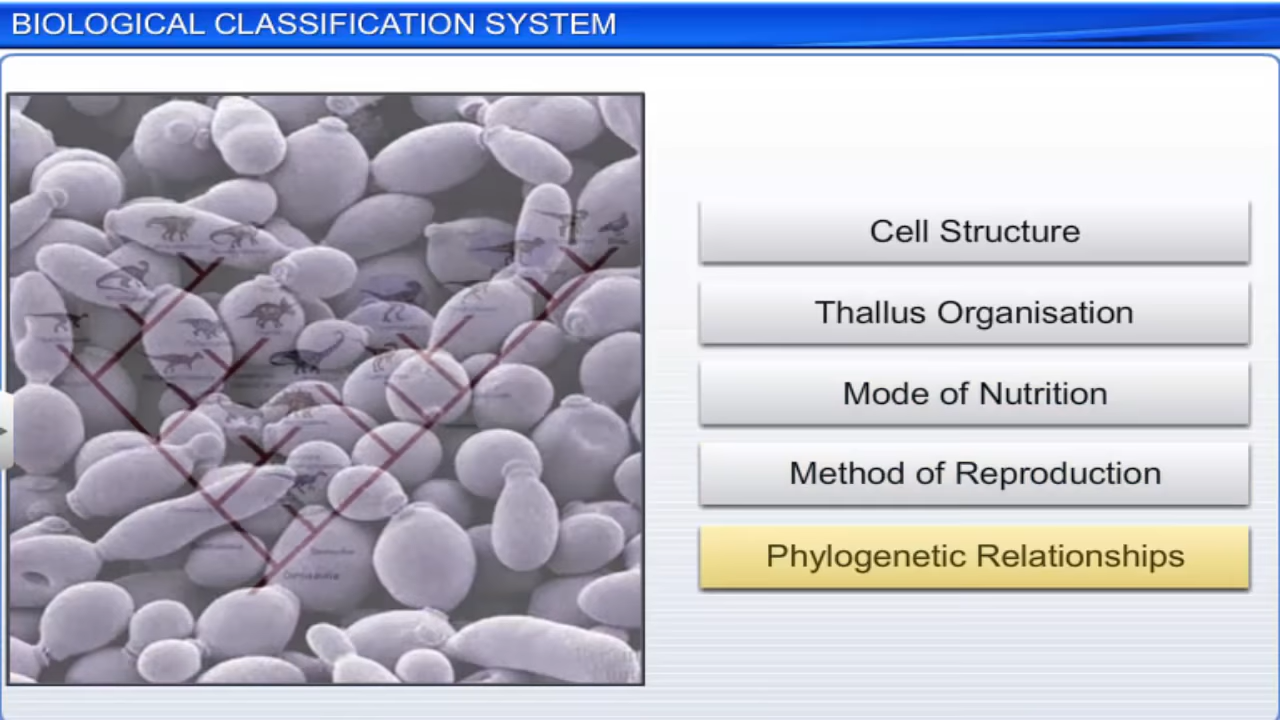 BIOLOGICAL CLASSIFICATION SYSTEM
Cell Structure
Thallus Organisation
Mode of Nutrition
Method of Reproduction
Phylogenetic Relationships